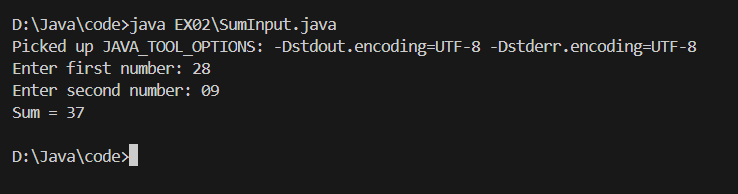 D:\Java\code>java EX02\SumInput.java
Picked up JAVA_TOOL_OPTIONS: -Dstdout.encoding=UTF-8 -Dstderr.encoding=UTF-8
Enter first number: 28
Enter second number: 09
Sum = 37
D:\Java\code>